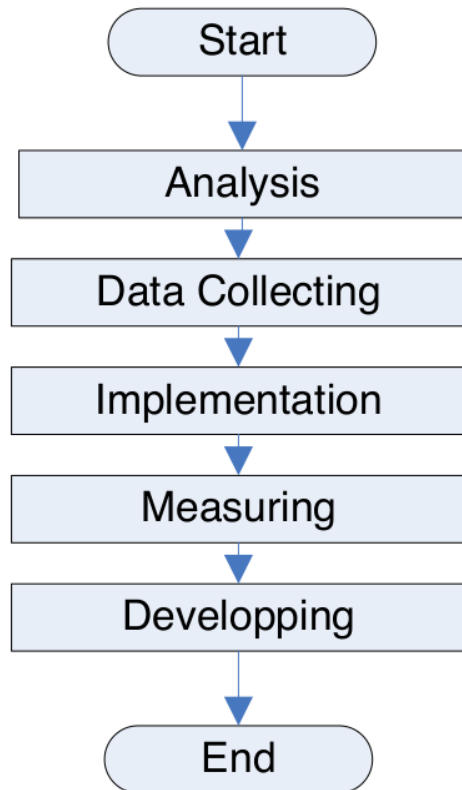 Start
Analysis
Data Collecting
Implementation
Measuring
Developping
End